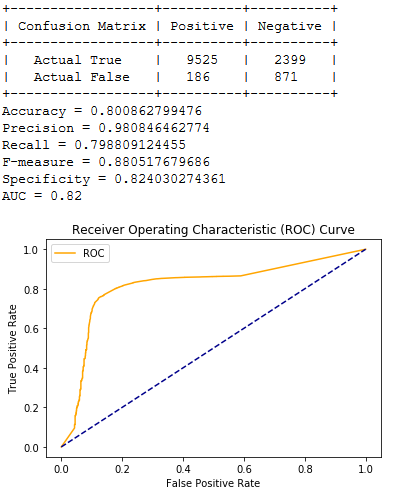 +------------------+----------+----------+
| Confusion Matrix | Positive | Negative |
+------------------+----------+----------+
| Actual True | 9525 | 2399 |
| Actual False | 186 | 871 |
+------------------+----------+----------+
Accuracy = 0.800862799476
Precision = 0.980846462774
Recall = 0.798809124455
F-measure = 0.880517679686
Specificity = 0.824030274361
AUC = 0.82
Receiver Operating Characteristic (ROC) Curve
ROC
1.0
0.8
0.6
0.4
0.2
0.0
True Positive Rate
0.0 0.2 0.4 0.6 0.8 1.0
False Positive Rate